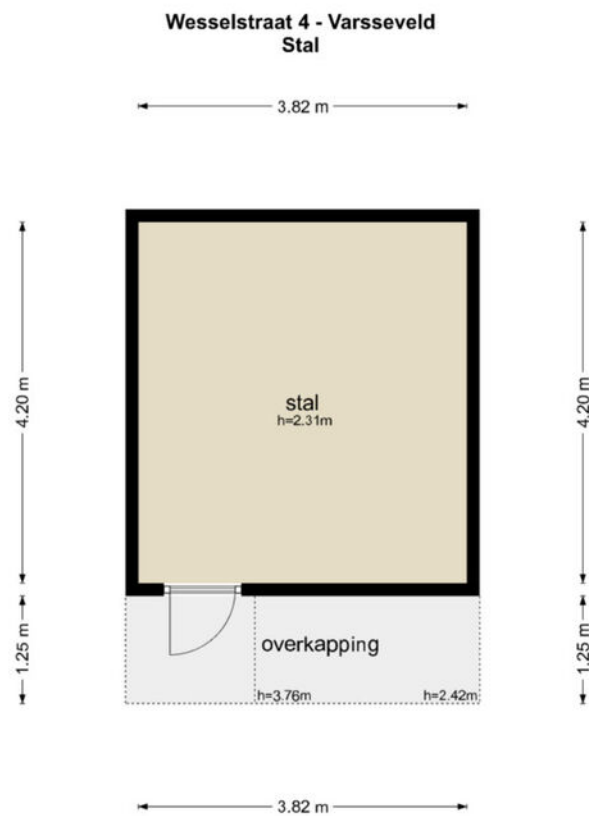 Wesselstraat 4 - Varsseveld
Stal
3.82 m
4.20 m
4.20 m
stal
h=2.31m
1.25 m
overkapping
1.25 m
h=3.76m
h=2.42m
3.82 m